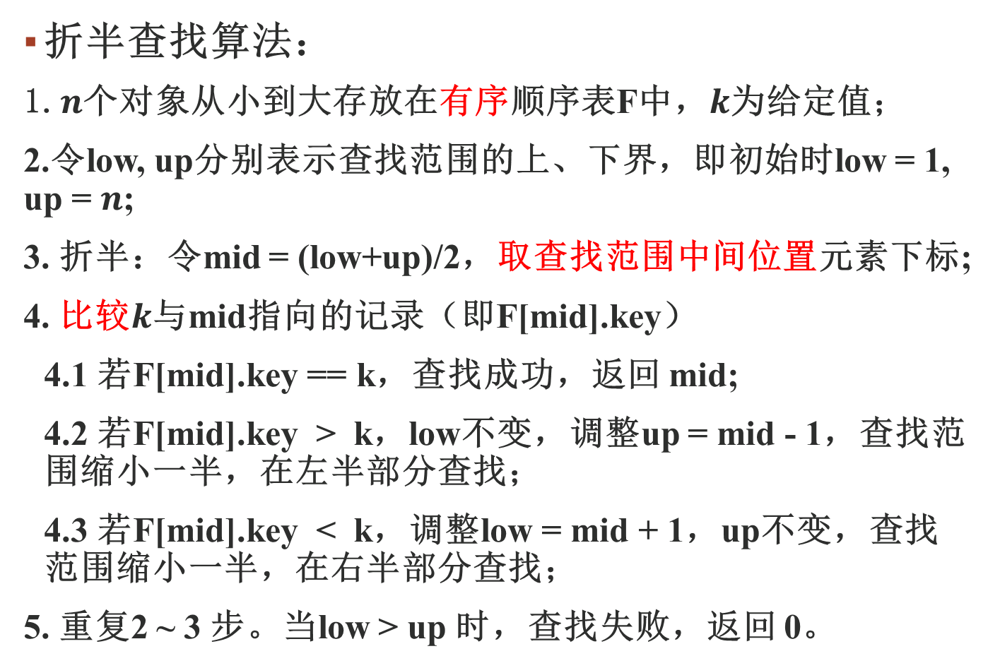 ▪折半查找算法：
1. n个对象从小到大存放在有序顺序表F中，k为给定值；
2.令low, up分别表示查找范围的上、下界，即初始时low = 1,
up = n;
3. 折半：令mid = (low+up)/2，取查找范围中间位置元素下标;
4. 比较k与mid指向的记录（即F[mid].key）
4.1 若F[mid].key == k，查找成功，返回 mid;
4.2 若F[mid].key > k，low不变，调整up = mid - 1，查找范
围缩小一半，在左半部分查找；
4.3 若F[mid].key < k，调整low = mid + 1，up不变，查找
范围缩小一半，在右半部分查找；
5. 重复2 ~ 3 步。当low > up 时，查找失败，返回 0。